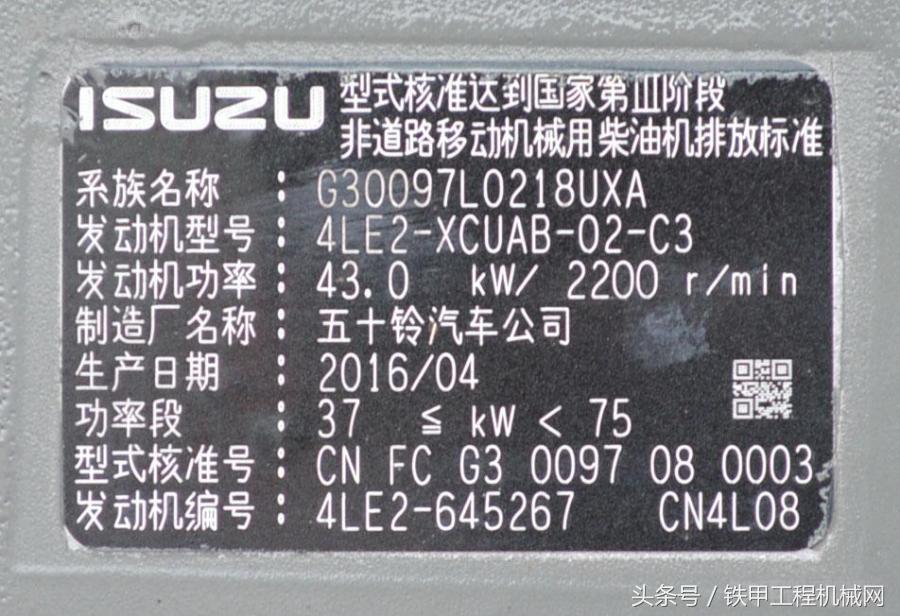 ISUZU 型式核准达到国家第Ⅲ阶段
非道路移动机械用柴油机排放标准
系族名称 : G30097L0218UXA
发动机型号 : 4LE2-XCUAB-02-C3
发动机功率 : 43.0 kW/ 2200 r/min
制造厂名称 : 五十铃汽车公司
生产日期 : 2016/04
功率段 : 37 ≦ kW < 75
型式核准号 : CN FC G3 0097 08 0003
发动机编号 : 4LE2-645267 CN4L08
头条号 / 铁甲工程机械网